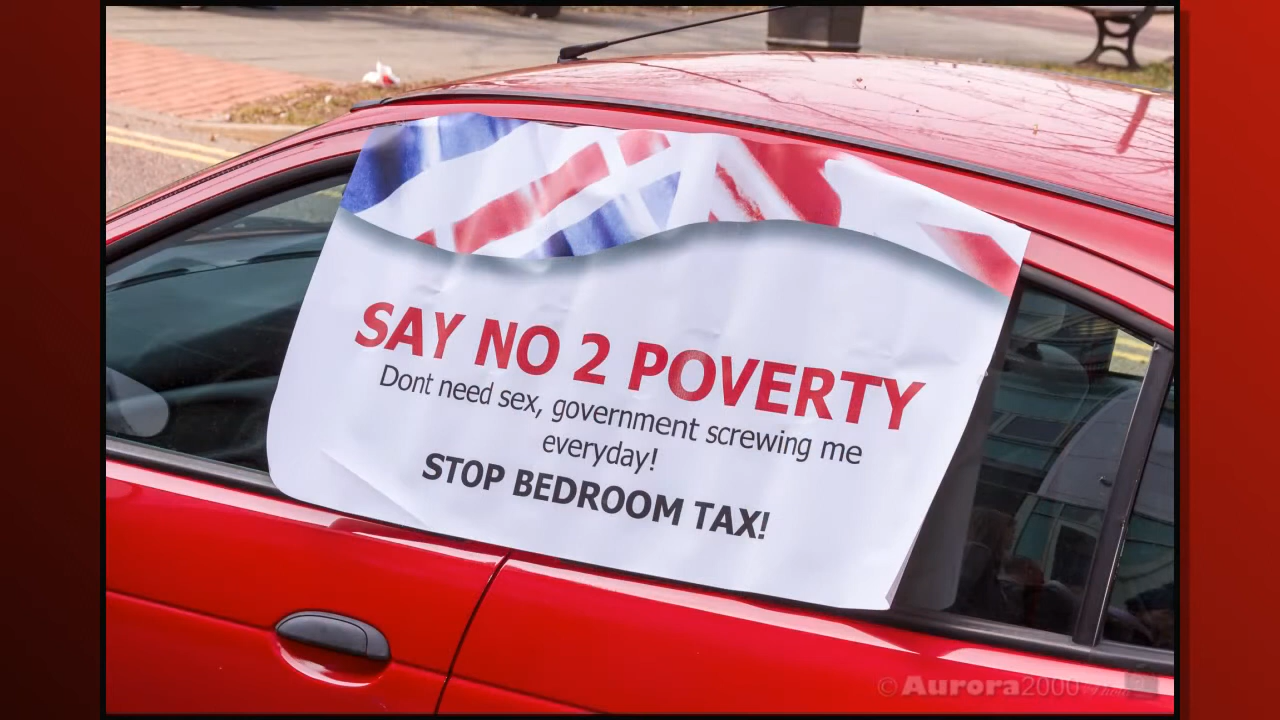 SAY NO 2 POVERTY
Dont need sex, government screwing me
everyday!
STOP BEDROOM TAX!
© Aurora2000